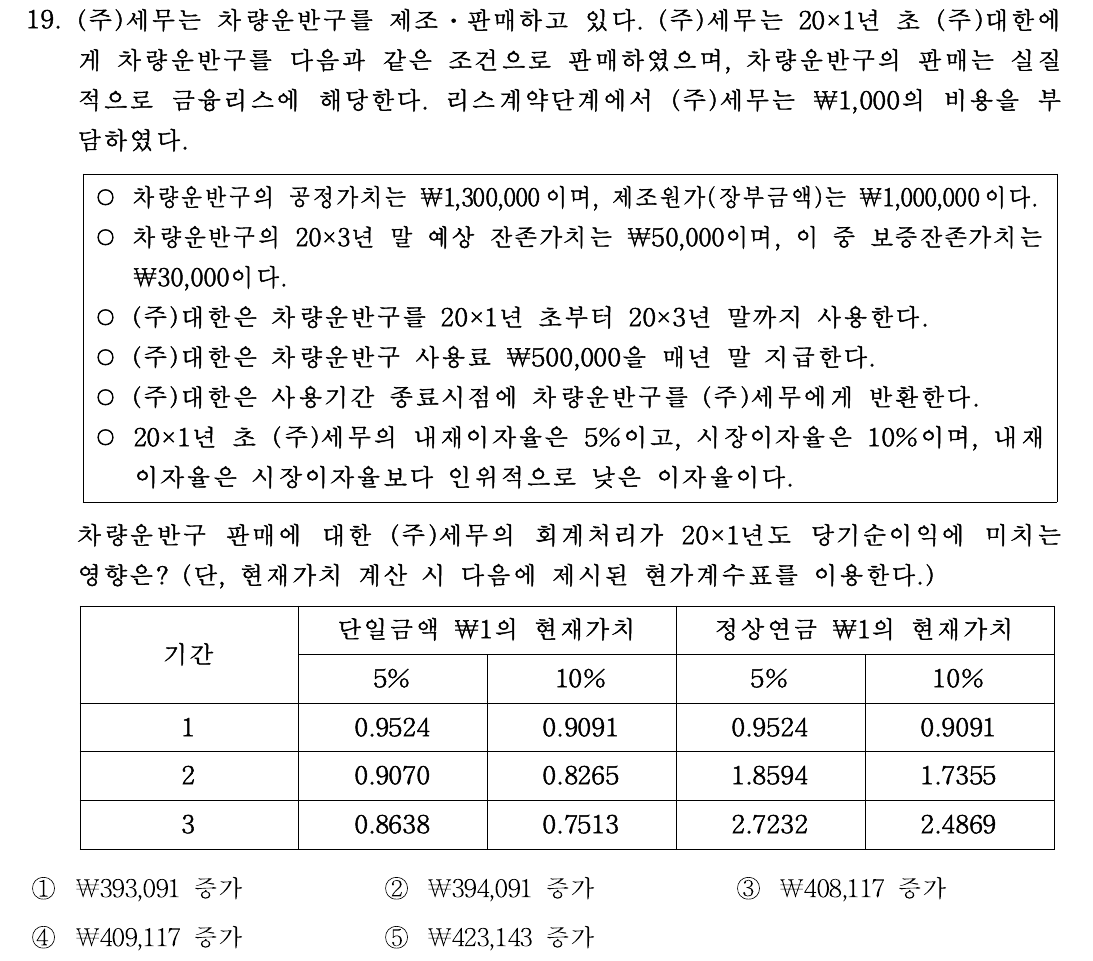 19. (주)세무는 차량운반구를 제조・판매하고 있다. (주)세무는 20×1년 초 (주)대한에
게 차량운반구를 다음과 같은 조건으로 판매하였으며, 차량운반구의 판매는 실질
적으로 금융리스에 해당한다. 리스계약단계에서 (주)세무는 ₩1,000의 비용을 부
담하였다.
○ 차량운반구의 공정가치는 ₩1,300,000이며, 제조원가(장부금액)는 ₩1,000,000이다.
○ 차량운반구의 20×3년 말 예상 잔존가치는 ₩50,000이며, 이 중 보증잔존가치는
₩30,000이다.
○ (주)대한은 차량운반구를 20×1년 초부터 20×3년 말까지 사용한다.
○ (주)대한은 차량운반구 사용료 ₩500,000을 매년 말 지급한다.
○ (주)대한은 사용기간 종료시점에 차량운반구를 (주)세무에게 반환한다.
○ 20×1년 초 (주)세무의 내재이자율은 5%이고, 시장이자율은 10%이며, 내재
이자율은 시장이자율보다 인위적으로 낮은 이자율이다.
차량운반구 판매에 대한 (주)세무의 회계처리가 20×1년도 당기순이익에 미치는
영향은? (단, 현재가치 계산 시 다음에 제시된 현가계수표를 이용한다.)
기간 단일금액 ₩1의 현재가치 정상연금 ₩1의 현재가치
5% 10% 5% 10%
1 0.9524 0.9091 0.9524 0.9091
2 0.9070 0.8265 1.8594 1.7355
3 0.8638 0.7513 2.7232 2.4869
① ₩393,091 증가 ② ₩394,091 증가 ③ ₩408,117 증가
④ ₩409,117 증가 ⑤ ₩423,143 증가